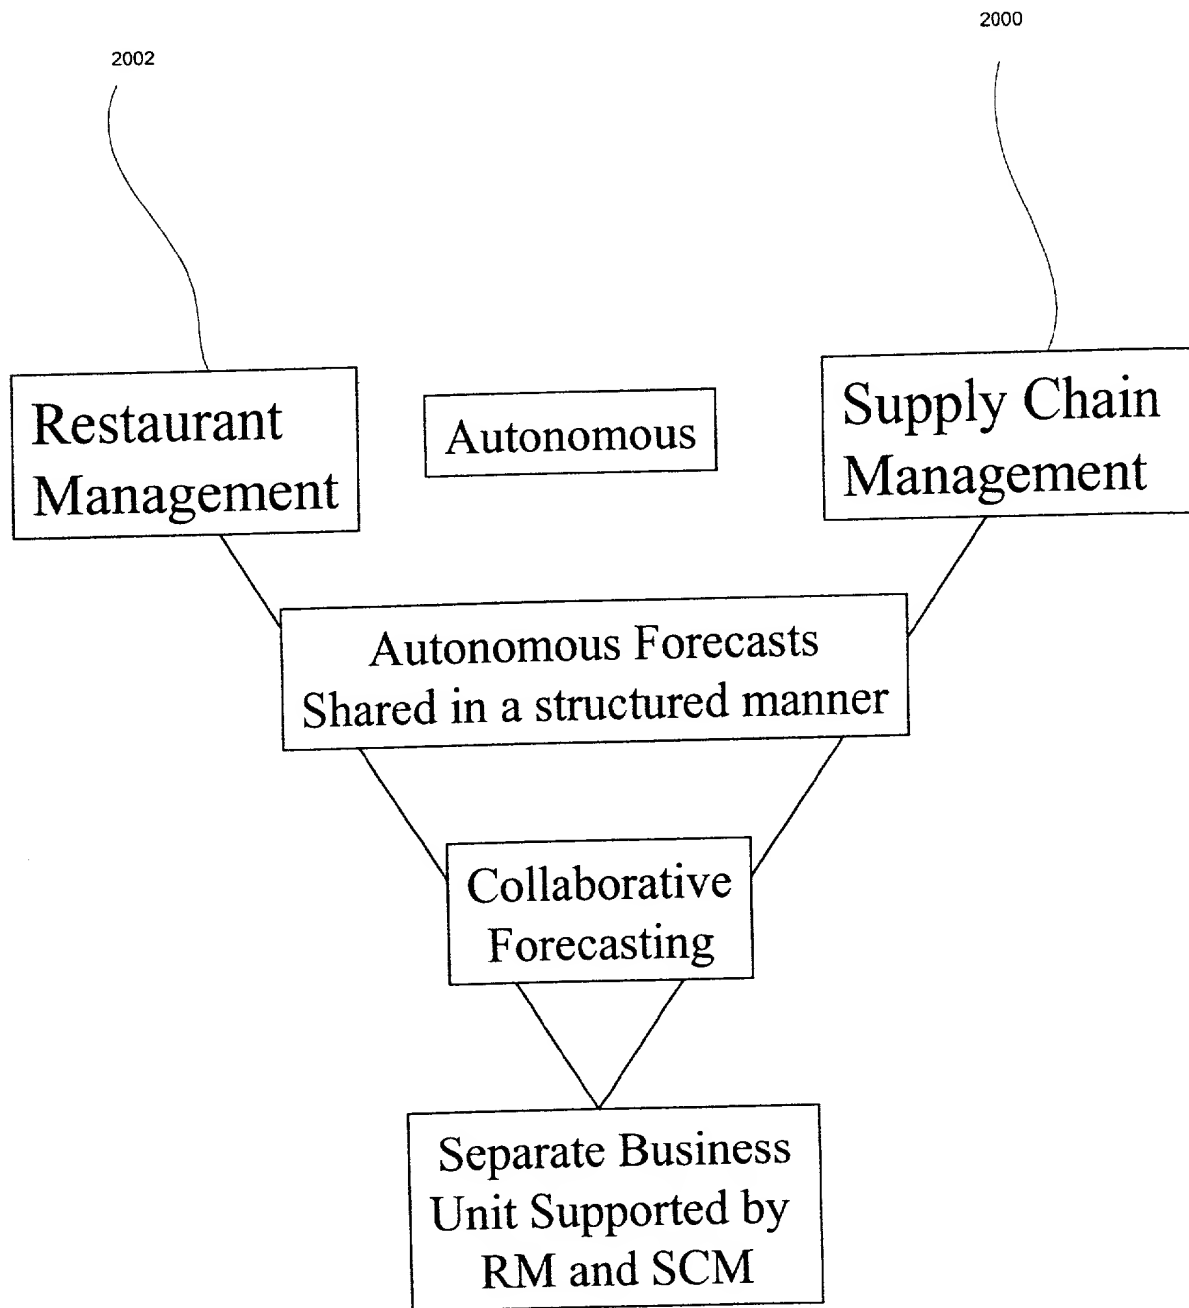 2002
2000
Restaurant
Management
Autonomous
Supply Chain
Management
Autonomous Forecasts
Shared in a structured manner
Collaborative
Forecasting
Separate Business
Unit Supported by
RM and SCM